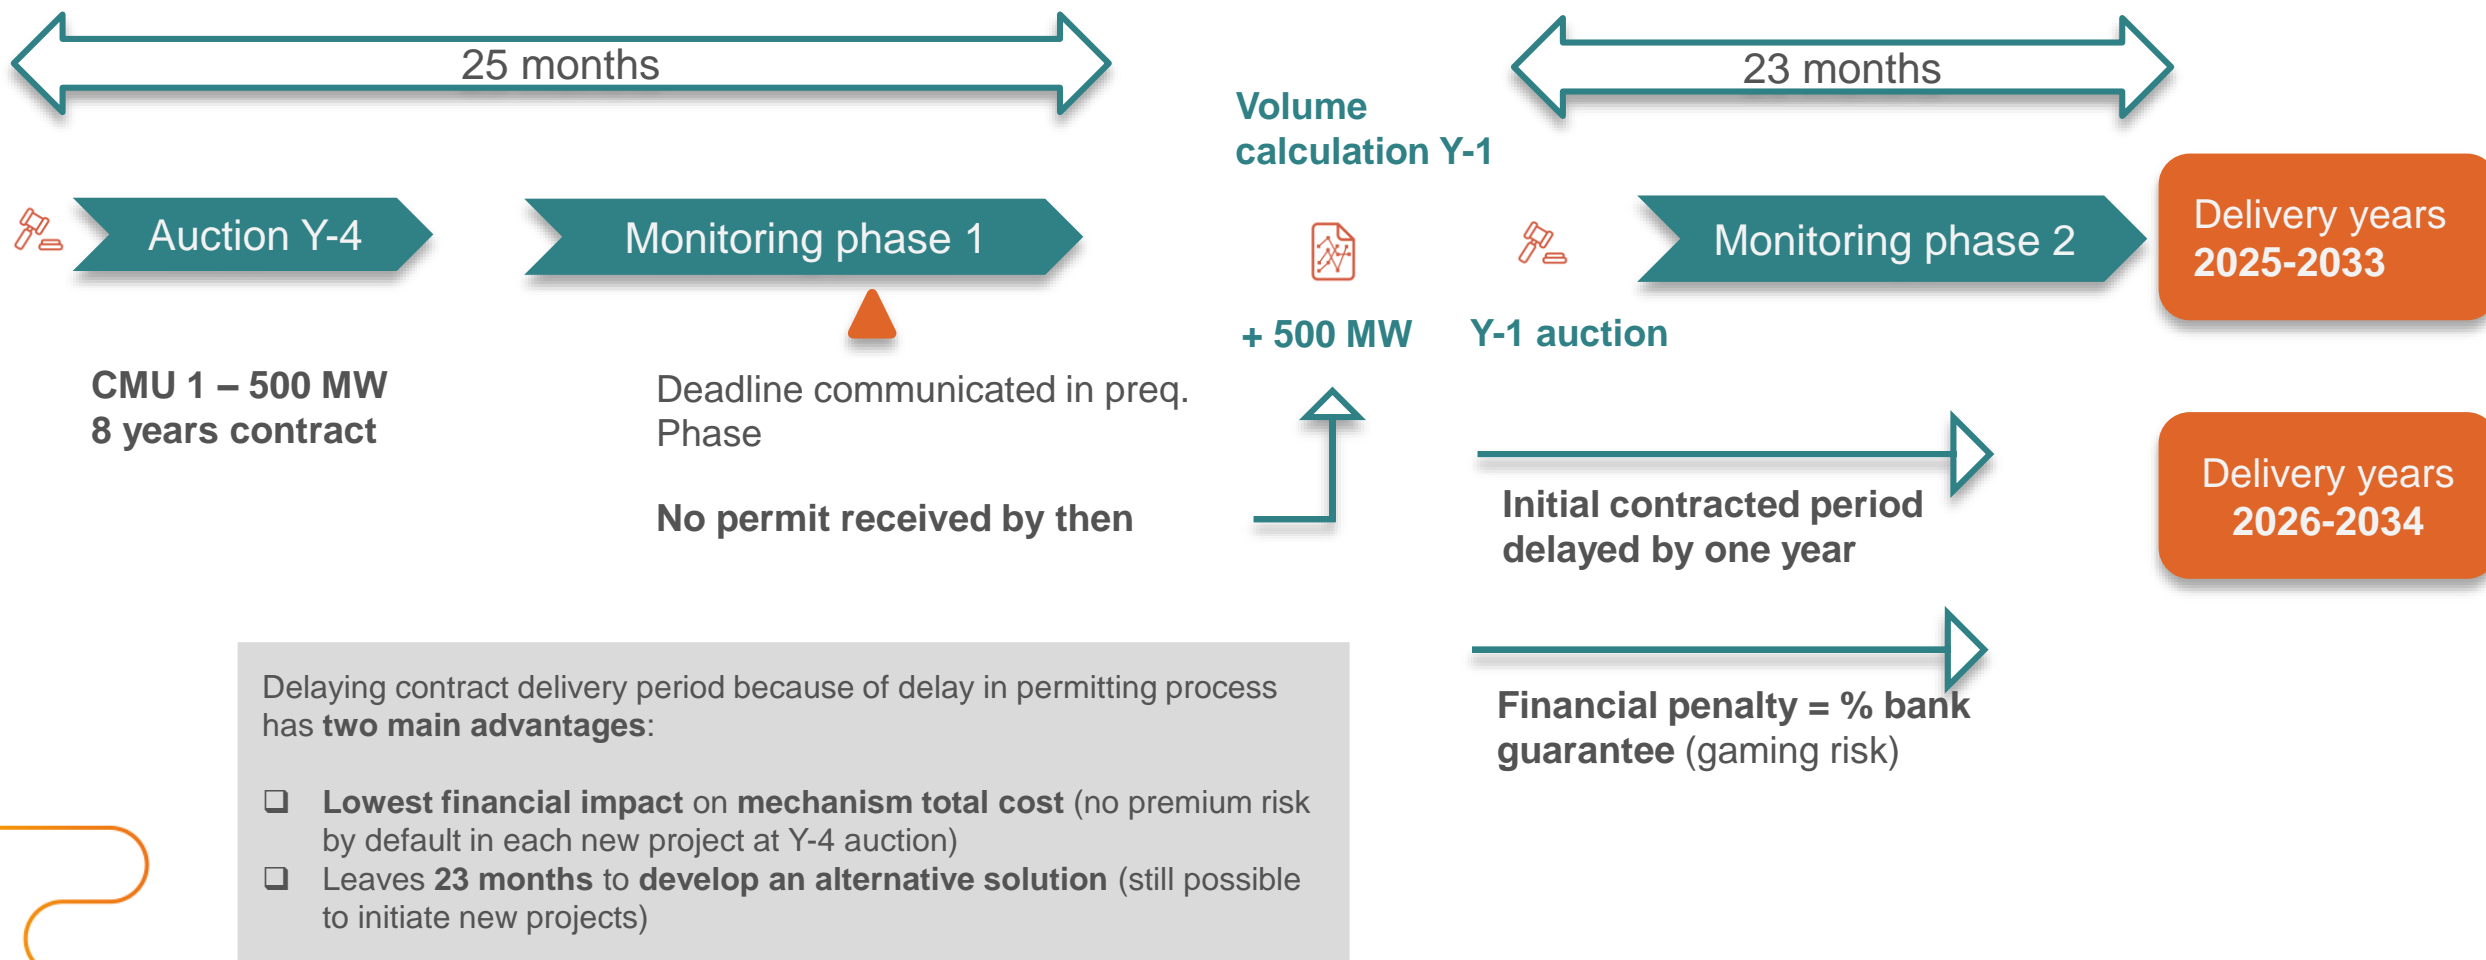 25 months
23 months
Volume
calculation Y-1
Auction Y-4
Monitoring phase 1
Monitoring phase 2
Delivery years
2025-2033
+ 500 MW
Y-1 auction
CMU 1 – 500 MW
8 years contract
Deadline communicated in preq.
Phase
No permit received by then
Initial contracted period
delayed by one year
Delivery years
2026-2034
Financial penalty = % bank
guarantee (gaming risk)
Delaying contract delivery period because of delay in permitting process
has two main advantages:
❑ Lowest financial impact on mechanism total cost (no premium risk
by default in each new project at Y-4 auction)
❑ Leaves 23 months to develop an alternative solution (still possible
to initiate new projects)